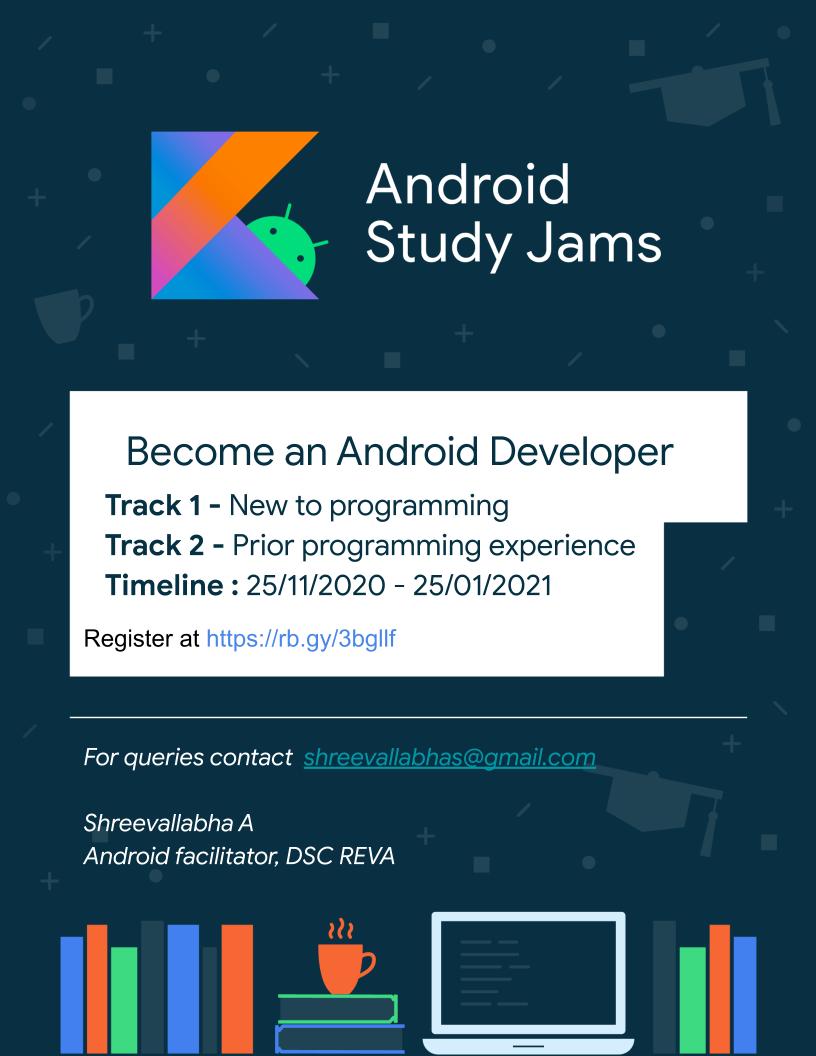 Android
Study Jams
Become an Android Developer
Track 1 - New to programming
Track 2 - Prior programming experience
Timeline : 25/11/2020 - 25/01/2021
Register at https://rb.gy/3bgllf
For queries contact shreevallabhas@gmail.com
Shreevallabha A
Android facilitator, DSC REVA